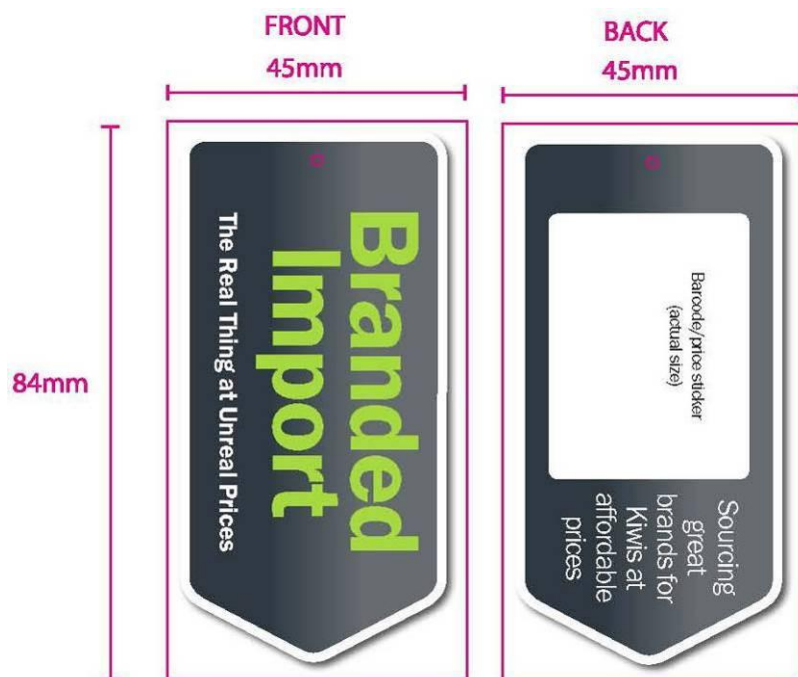 FRONT
45mm
BACK
45mm
84mm
Branded
Import
The Real Thing at Unreal Prices
Barcode/price sticker
(actual size)
Sourcing
great
brands for
Kiwis at
affordable
prices